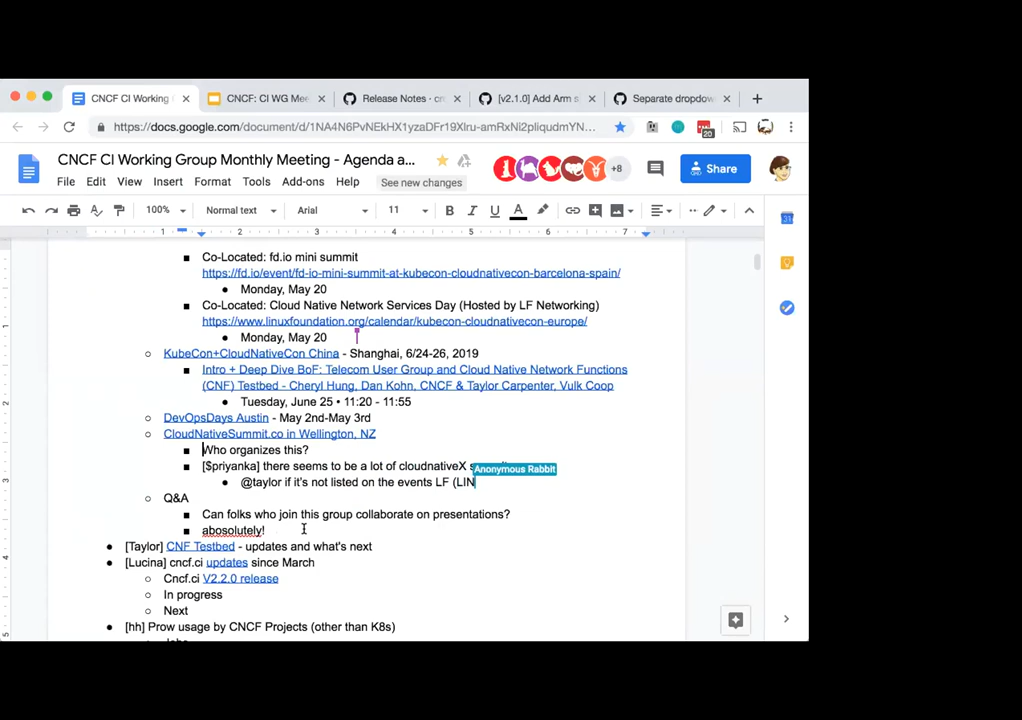 CNCF CI Working
CNCF: CI WG Mee
Release Notes · cr
[v2.1.0] Add Arm s
Separate dropdow
https://docs.google.com/document/d/1NA4N6PvNEkHX1yzaDFr19Xlru-amRxNi2pliqudmYN...
20
CNCF CI Working Group Monthly Meeting - Agenda a...
+8
Share
File Edit View Insert Format Tools Add-ons Help See new changes
100% Normal text Arial 11 B I U A
1 2 3 4 5 6 7
31
Co-Located: fd.io mini summit
https://fd.io/event/fd-io-mini-summit-at-kubecon-cloudnativecon-barcelona-spain/
Monday, May 20
Co-Located: Cloud Native Network Services Day (Hosted by LF Networking)
https://www.linuxfoundation.org/calendar/kubecon-cloudnativecon-europe/
Monday, May 20
KubeCon+CloudNativeCon China - Shanghai, 6/24-26, 2019
Intro + Deep Dive BoF: Telecom User Group and Cloud Native Network Functions
(CNF) Testbed - Cheryl Hung, Dan Kohn, CNCF & Taylor Carpenter, Vulk Coop
Tuesday, June 25 • 11:20 - 11:55
DevOpsDays Austin - May 2nd-May 3rd
CloudNativeSummit.co in Wellington, NZ
Who organizes this?
[$priyanka] there seems to be a lot of cloudnativeX
Anonymous Rabbit
@taylor if it's not listed on the events LF (LIN
Q&A
Can folks who join this group collaborate on presentations?
abosolutely!
[Taylor] CNF Testbed - updates and what's next
[Lucina] cncf.ci updates since March
Cncf.ci V2.2.0 release
In progress
Next
[hh] Prow usage by CNCF Projects (other than K8s)